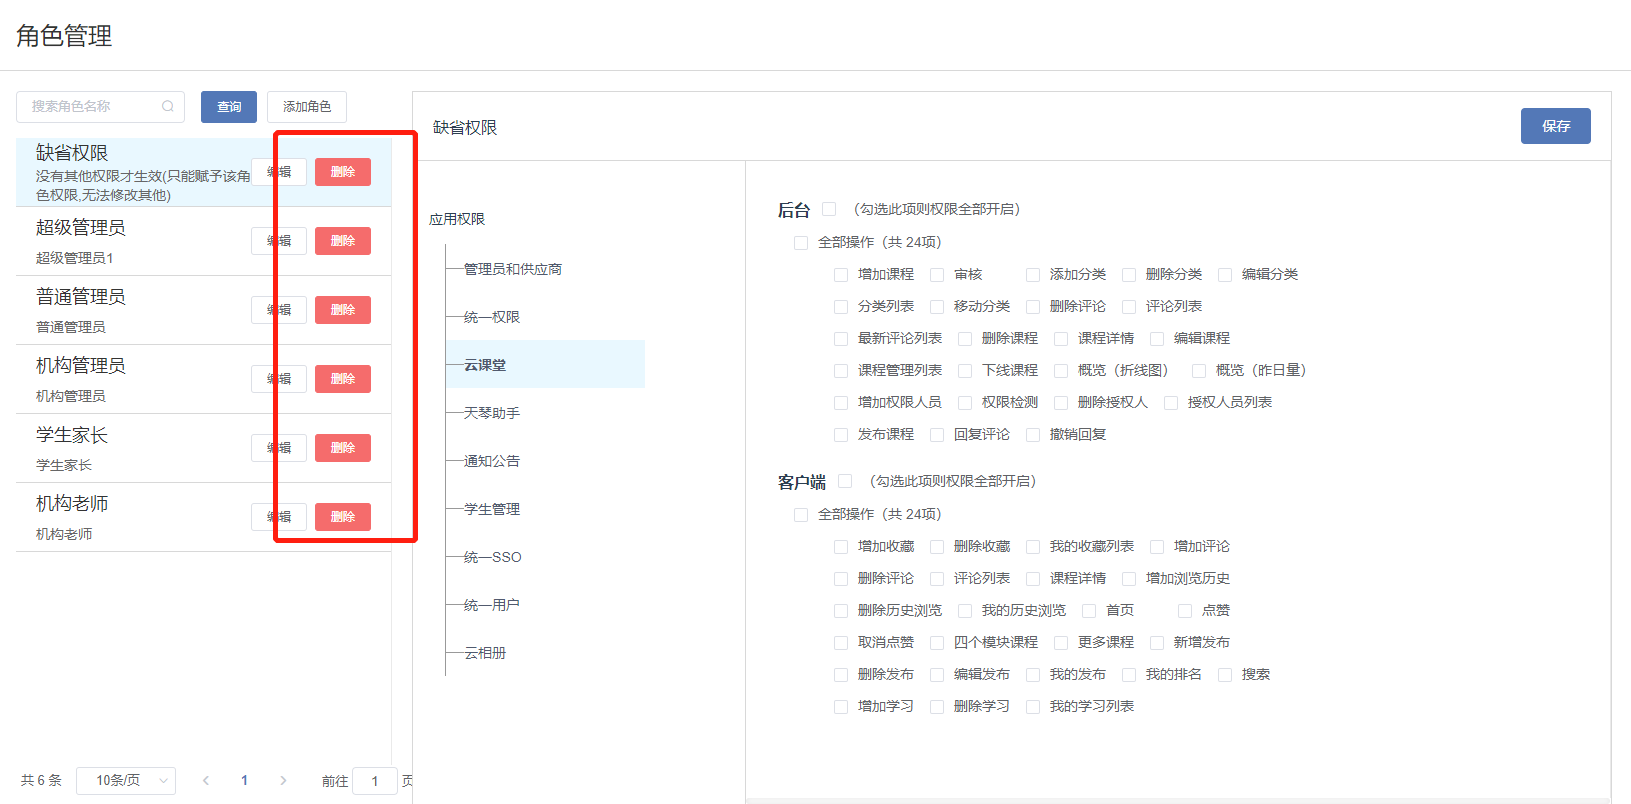 角色管理
搜索角色名称
查询
添加角色
缺省权限
没有其他权限才生效(只能赋予该角
色权限,无法修改其他)
编辑
删除
超级管理员
超级管理员1
编辑
删除
普通管理员
普通管理员
编辑
删除
机构管理员
机构管理员
编辑
删除
学生家长
学生家长
编辑
删除
机构老师
机构老师
编辑
删除
共 6 条
10条/页
1
前往 1 页
缺省权限
保存
应用权限
管理员和供应商
统一权限
云课堂
天琴助手
通知公告
学生管理
统一SSO
统一用户
云相册
后台 （勾选此项则权限全部开启）
全部操作（共 24项）
增加课程 审核 添加分类 删除分类 编辑分类
分类列表 移动分类 删除评论 评论列表
最新评论列表 删除课程 课程详情 编辑课程
课程管理列表 下线课程 概览（折线图） 概览（昨日量）
增加权限人员 权限检测 删除授权人 授权人员列表
发布课程 回复评论 撤销回复
客户端 （勾选此项则权限全部开启）
全部操作（共 24项）
增加收藏 删除收藏 我的收藏列表 增加评论
删除评论 评论列表 课程详情 增加浏览历史
删除历史浏览 我的历史浏览 首页 点赞
取消点赞 四个模块课程 更多课程 新增发布
删除发布 编辑发布 我的发布 我的排名 搜索
增加学习 删除学习 我的学习列表